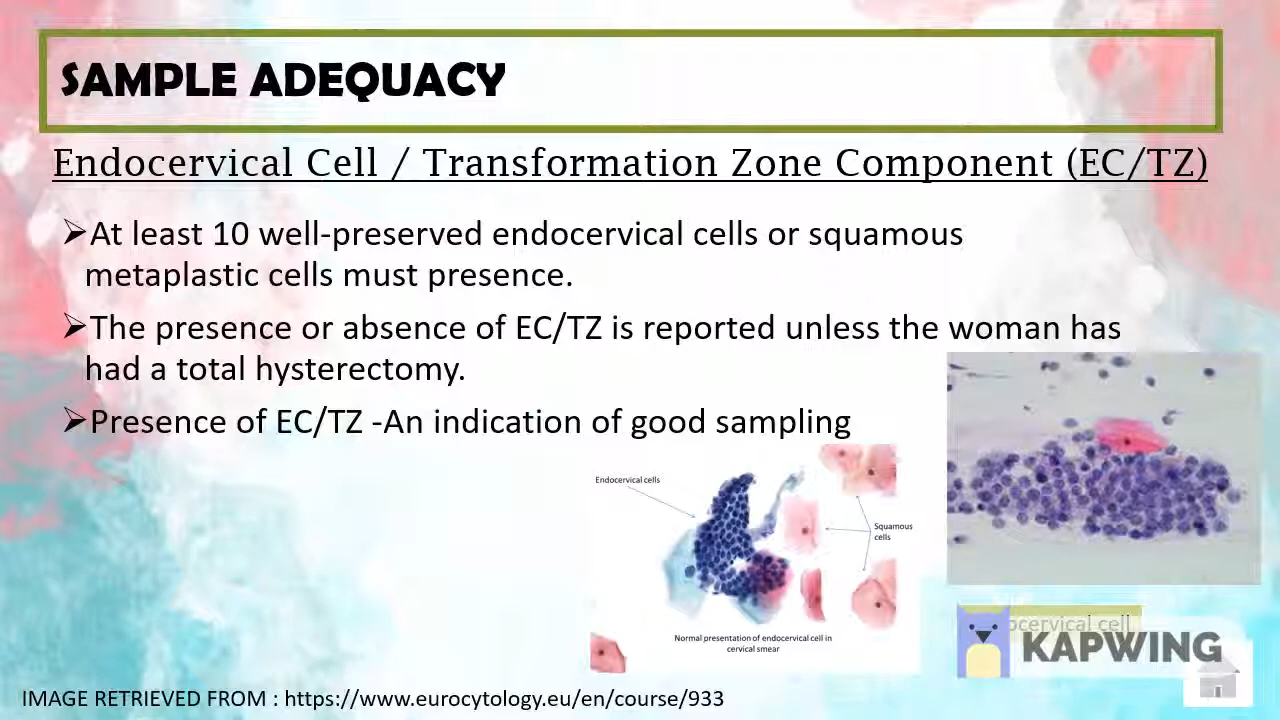 SAMPLE ADEQUACY
Endocervical Cell / Transformation Zone Component (EC/TZ)
➢At least 10 well-preserved endocervical cells or squamous
metaplastic cells must presence.
➢The presence or absence of EC/TZ is reported unless the woman has
had a total hysterectomy.
➢Presence of EC/TZ -An indication of good sampling
Endocervical cells
Squamous
cells
Normal presentation of endocervical cell in
cervical smear
cell
KAPWING
IMAGE RETRIEVED FROM : https://www.eurocytology.eu/en/course/933